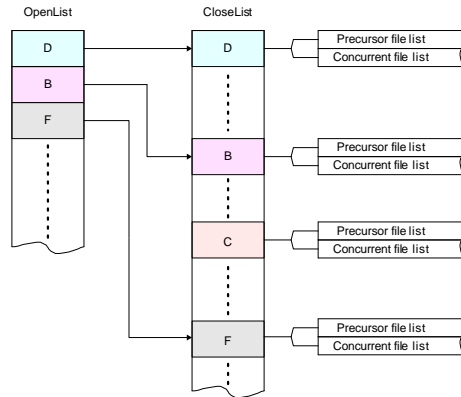 OpenList
CloseList
D
D
Precursor file list
Concurrent file list
B
F
B
Precursor file list
Concurrent file list
C
Precursor file list
Concurrent file list
F
Precursor file list
Concurrent file list